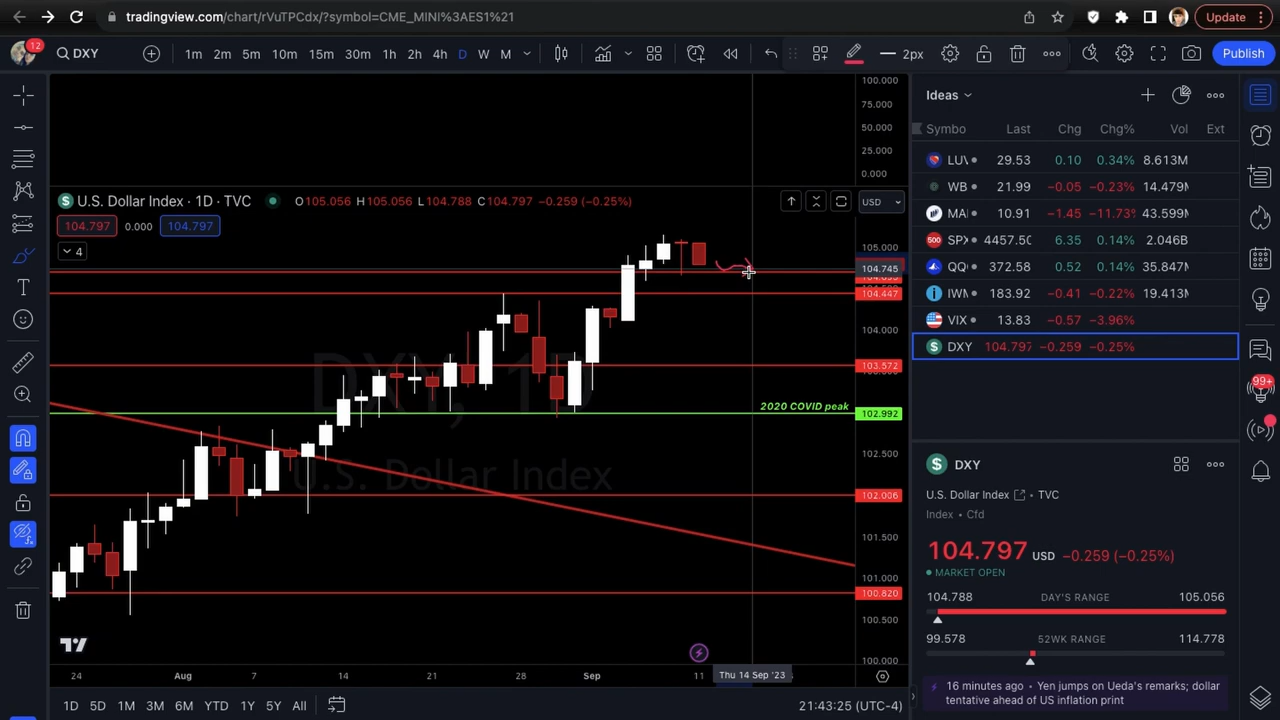 tradingview.com/chart/rVuTPCdx/?symbol=CME_MINI%3AES1%21
Update
12
DXY
1m 2m 5m 10m 15m 30m 1h 2h 4h D W M
2px
Publish
100.000
75.000
50.000
25.000
0.000
U.S. Dollar Index · 1D · TVC
O105.056 H105.056 L104.788 C104.797 −0.259 (−0.25%)
USD
104.797 0.000 104.797
4
105.000
104.745
104.447
104.000
103.572
2020 COVID peak
102.992
102.500
102.006
101.500
101.000
100.820
100.500
100.000
DXY, 1D
U.S. Dollar Index
24 Aug 7 14 21 28 Sep 11 Thu 14 Sep '23
1D 5D 1M 3M 6M YTD 1Y 5Y All
21:43:25 (UTC-4)
Ideas
Symbo Last Chg Chg% Vol Ext
LUV 29.53 0.10 0.34% 8.613M
WB 21.99 −0.05 −0.23% 14.479M
MA 10.91 −1.45 −11.73% 43.599M
SPX 4457.50 6.35 0.14% 2.046B
QQ 372.58 0.52 0.14% 35.847M
IWM 183.92 −0.41 −0.22% 19.413M
VIX 13.83 −0.57 −3.96%
DXY 104.797 −0.259 −0.25%
99+
DXY
U.S. Dollar Index TVC
Index • Cfd
104.797 USD −0.259 (−0.25%)
MARKET OPEN
104.788 DAY'S RANGE 105.056
99.578 52WK RANGE 114.778
16 minutes ago • Yen jumps on Ueda's remarks; dollar
tentative ahead of US inflation print